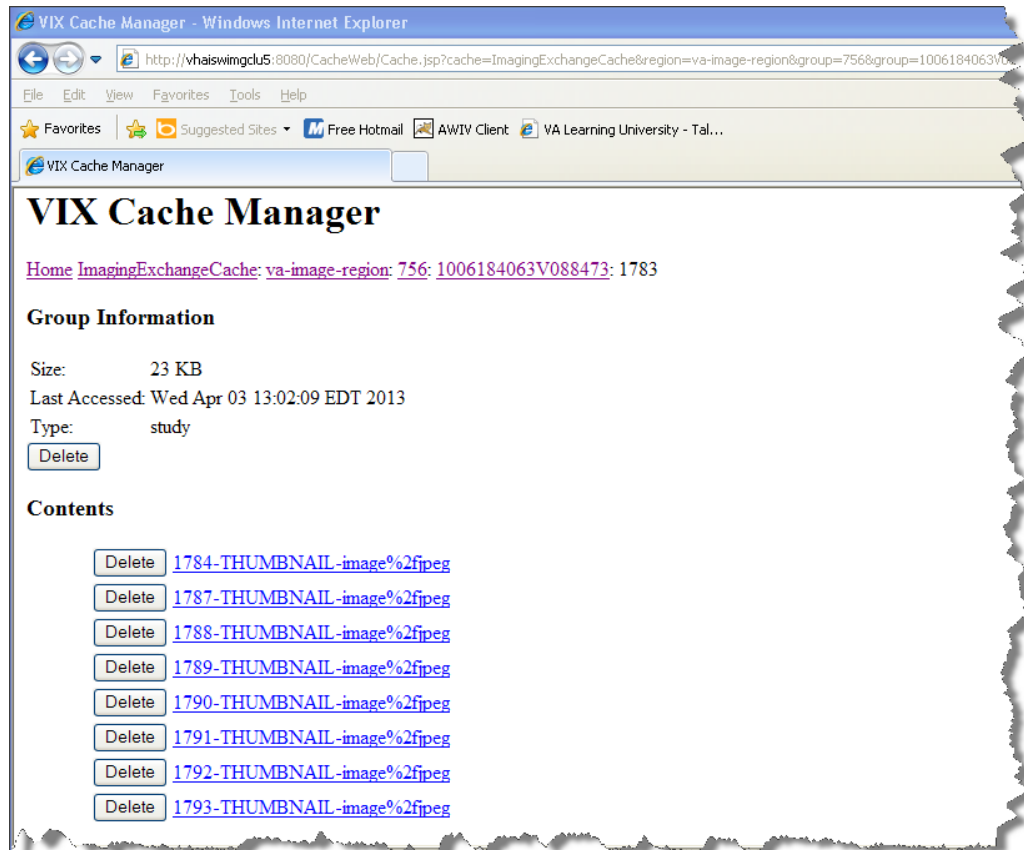 VIX Cache Manager - Windows Internet Explorer
http://vhaiswimgclu5:8080/CacheWeb/Cache.jsp?cache=ImagingExchangeCache&region=va-image-region&group=756&group=1006184063V0
File Edit View Favorites Tools Help
Favorites Suggested Sites Free Hotmail AWIV Client VA Learning University - Tal...
VIX Cache Manager
VIX Cache Manager
Home ImagingExchangeCache: va-image-region: 756: 1006184063V088473: 1783
Group Information
Size: 23 KB
Last Accessed: Wed Apr 03 13:02:09 EDT 2013
Type: study
Delete
Contents
Delete 1784-THUMBNAIL-image%2fjpeg
Delete 1787-THUMBNAIL-image%2fjpeg
Delete 1788-THUMBNAIL-image%2fjpeg
Delete 1789-THUMBNAIL-image%2fjpeg
Delete 1790-THUMBNAIL-image%2fjpeg
Delete 1791-THUMBNAIL-image%2fjpeg
Delete 1792-THUMBNAIL-image%2fjpeg
Delete 1793-THUMBNAIL-image%2fjpeg